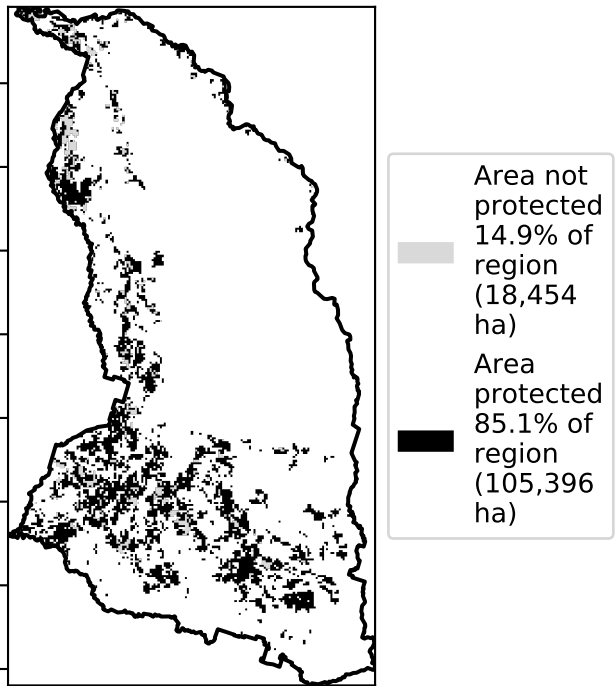 Area not
protected
14.9% of
region
(18,454
ha)
Area
protected
85.1% of
region
(105,396
ha)